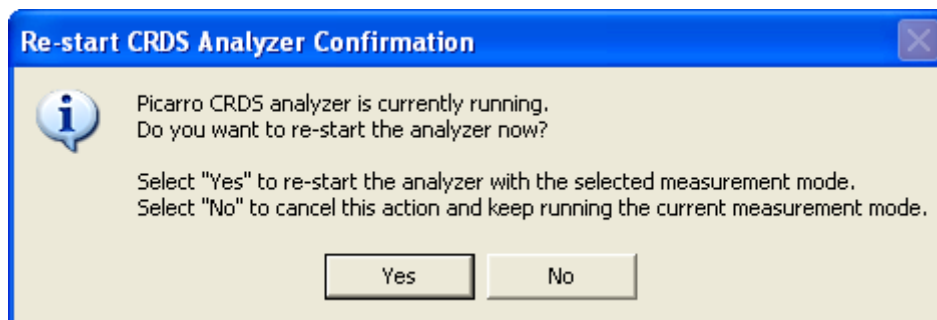 Re-start CRDS Analyzer Confirmation
Picarro CRDS analyzer is currently running.
Do you want to re-start the analyzer now?
Select "Yes" to re-start the analyzer with the selected measurement mode.
Select "No" to cancel this action and keep running the current measurement mode.
Yes
No